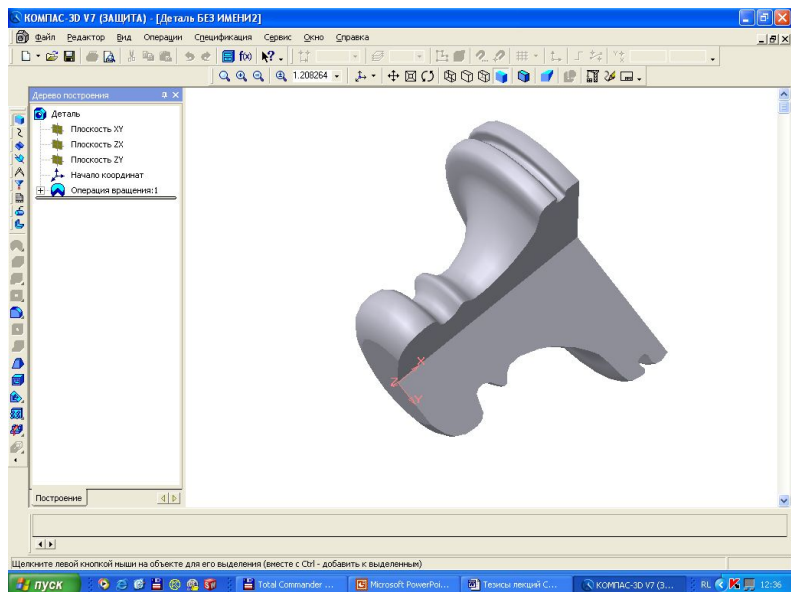 КОМПАС-3D V7 (ЗАЩИТА) - [Деталь БЕЗ ИМЕНИ2]
Файл Редактор Вид Операции Спецификация Сервис Окно Справка
1.208264
Дерево построения
Деталь
Плоскость XY
Плоскость ZX
Плоскость ZY
Начало координат
Операция вращения:1
X
Z
Y
Построение
Щелкните левой кнопкой мыши на объекте для его выделения (вместе с Ctrl - добавить к выделенным)
пуск Total Commander ... Microsoft PowerPoi... Тезисы лекций С... КОМПАС-3D V7 (З... RL 12:36